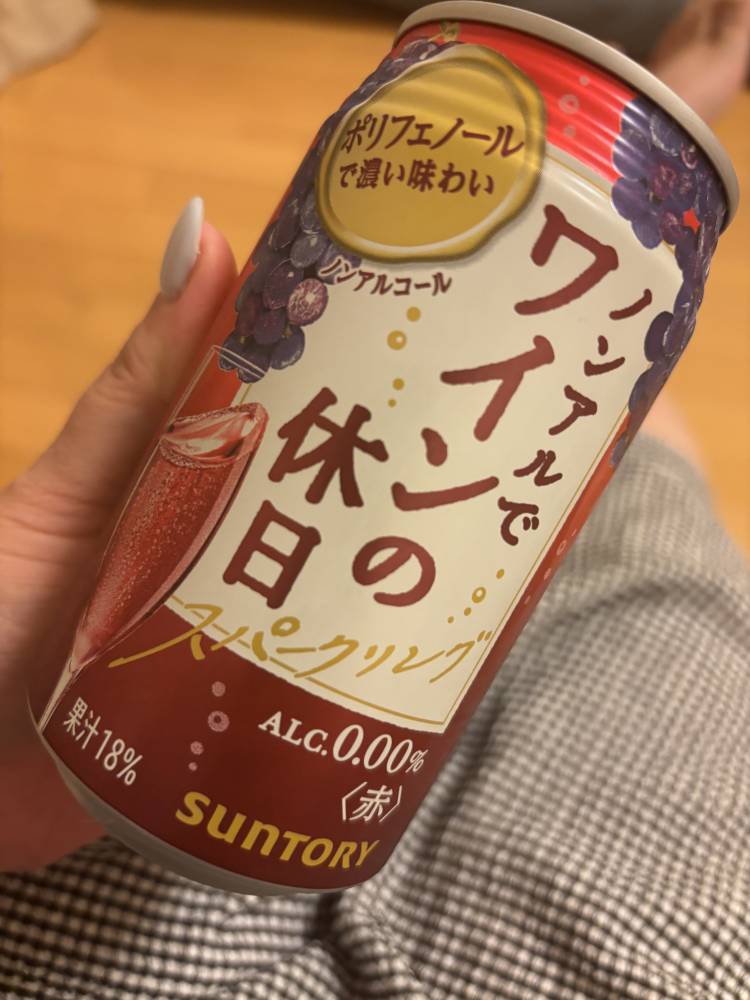 ポリフェノール
で濃い味わい
ノンアルコール
ノンアルで
ワインの
休日
スパークリング
ALC.0.00%
〈赤〉
果汁18%
SUNTORY